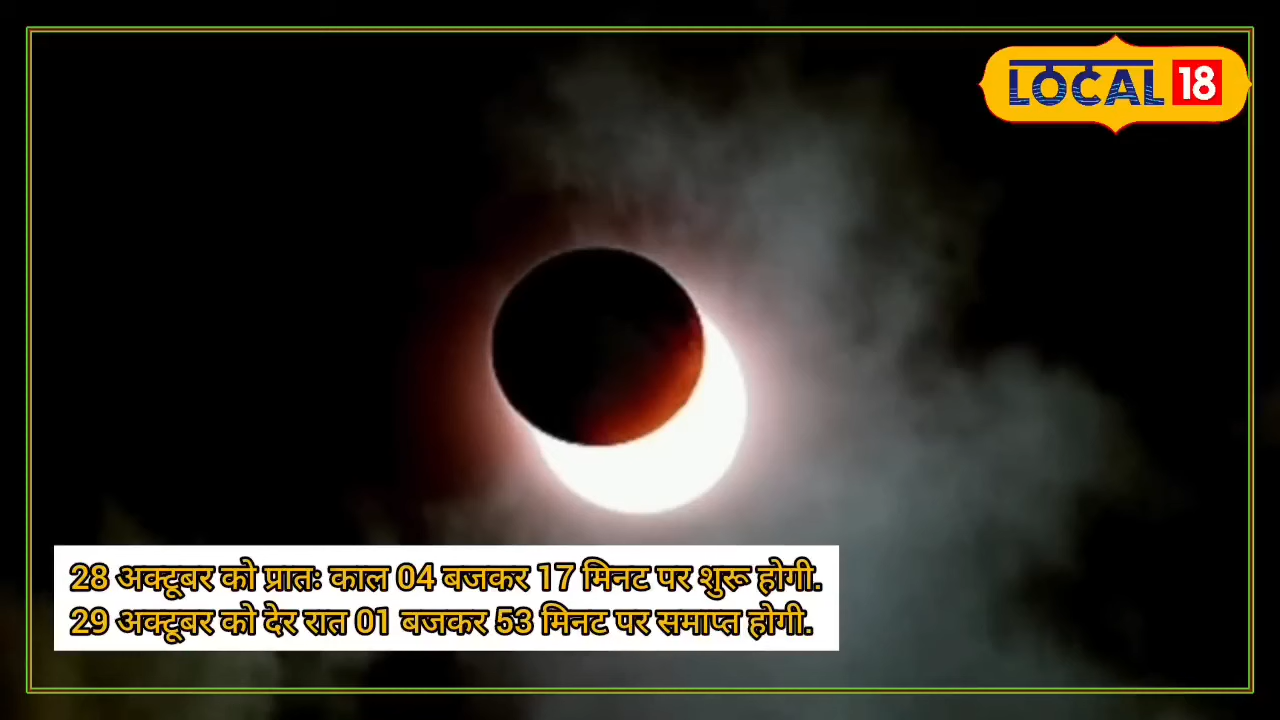 LOCAL 18
28 अक्टूबर को प्रातः काल 04 बजकर 17 मिनट पर शुरू होगी.
29 अक्टूबर को देर रात 01 बजकर 53 मिनट पर समाप्त होगी.